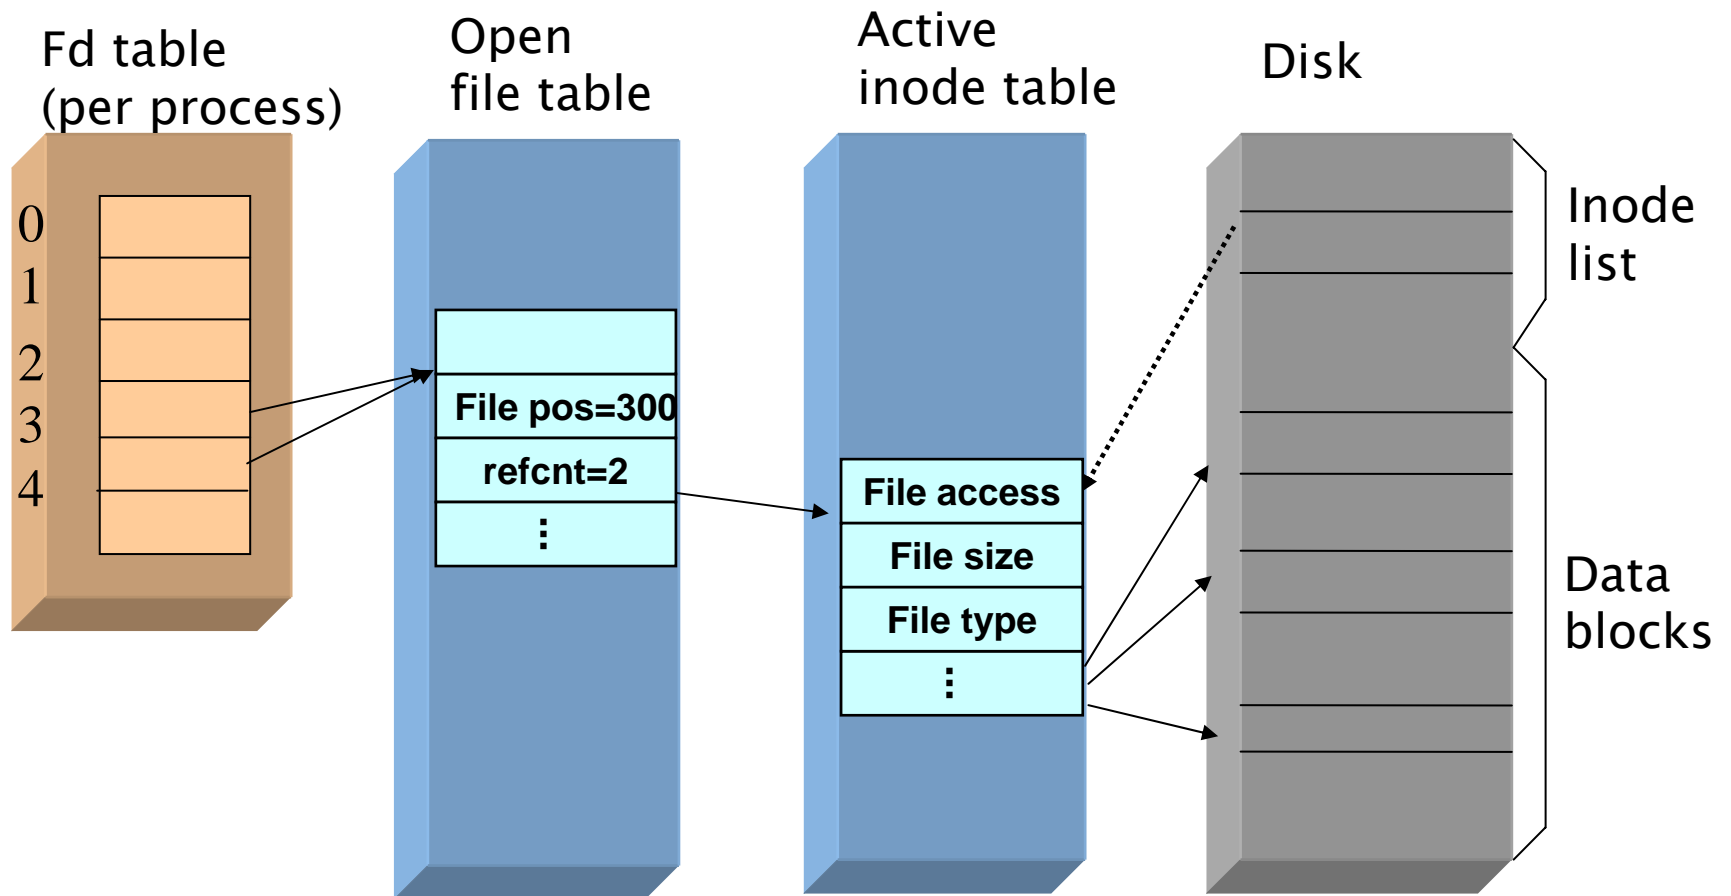 Fd table
(per process)
Open
file table
Active
inode table
Disk
0
1
2
3
4
File pos=300
refcnt=2
⋮
File access
File size
File type
⋮
Inode
list
Data
blocks